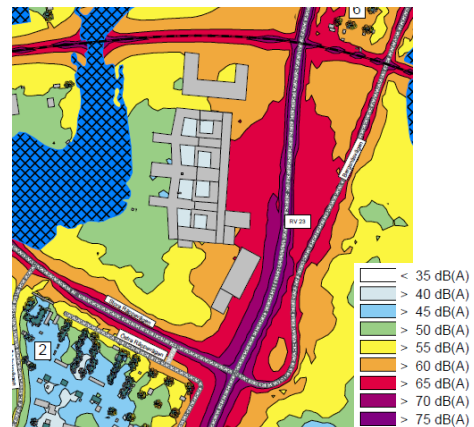 6
Bergundavägen
RV 23
2
< 35 dB(A)
> 40 dB(A)
> 45 dB(A)
> 50 dB(A)
> 55 dB(A)
> 60 dB(A)
> 65 dB(A)
> 70 dB(A)
> 75 dB(A)